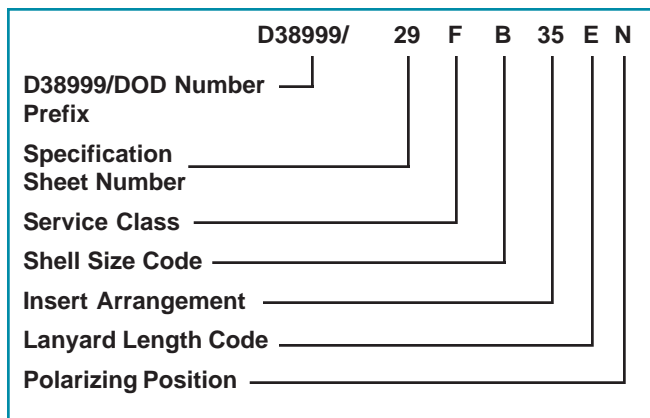 D38999/ 29 F B 35 E N
D38999/DOD Number
Prefix
Specification
Sheet Number
Service Class
Shell Size Code
Insert Arrangement
Lanyard Length Code
Polarizing Position